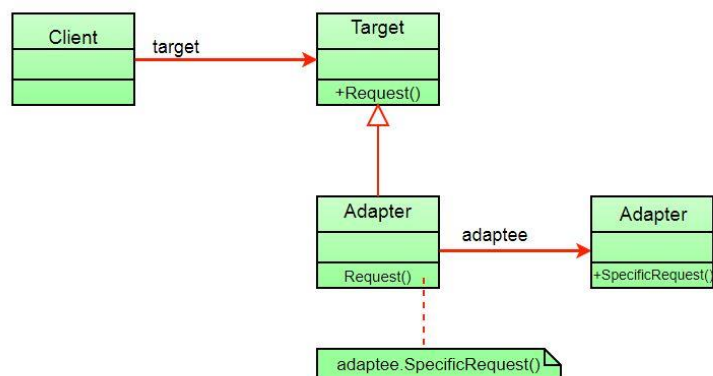 Client
target
Target
+Request()
Adapter
adaptee
Adapter
Request()
+SpecificRequest()
adaptee.SpecificRequest()